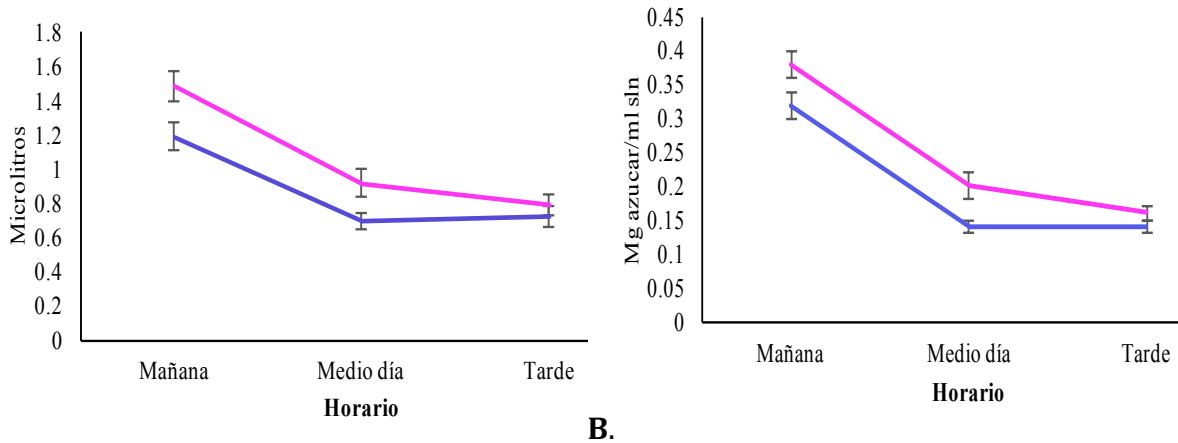 Microlitros
1.8
1.6
1.4
1.2
1
0.8
0.6
0.4
0.2
0
Mañana Medio día Tarde
Horario
Mg azucar/ml sln
0.45
0.4
0.35
0.3
0.25
0.2
0.15
0.1
0.05
0
Mañana Medio día Tarde
Horario
B.